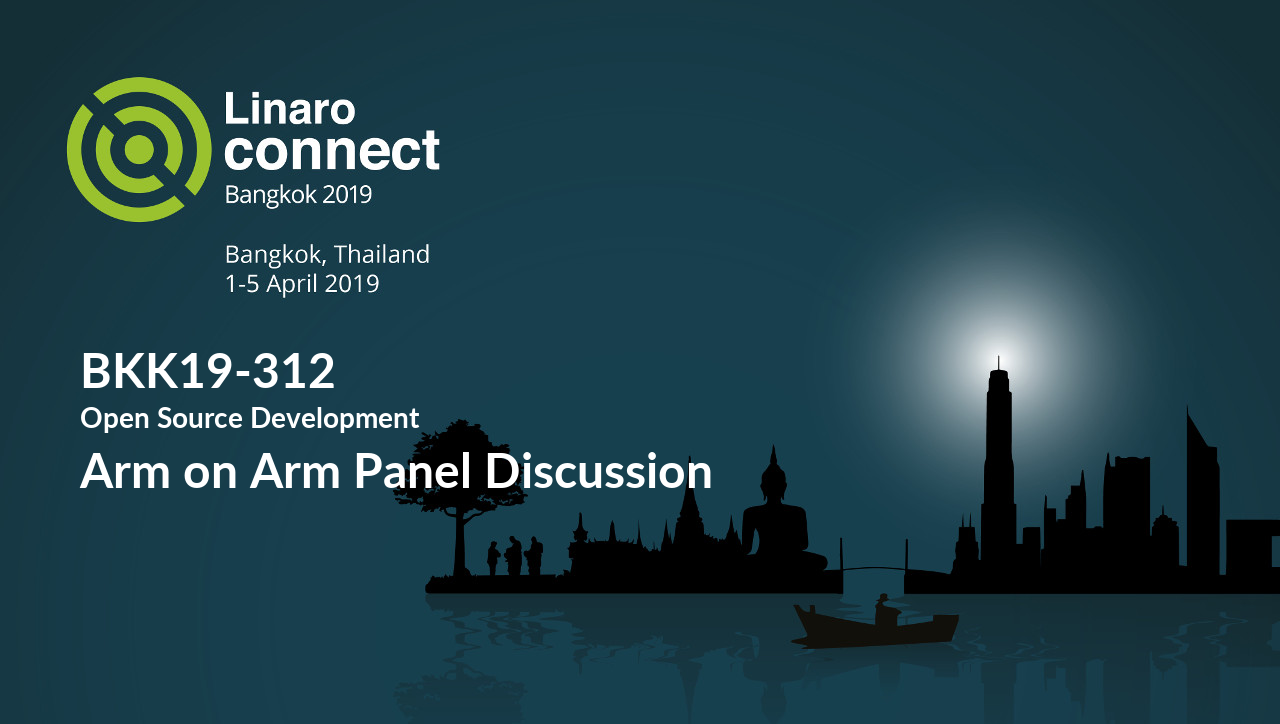 Linaro
connect
Bangkok 2019
Bangkok, Thailand
1-5 April 2019
BKK19-312
Open Source Development
Arm on Arm Panel Discussion